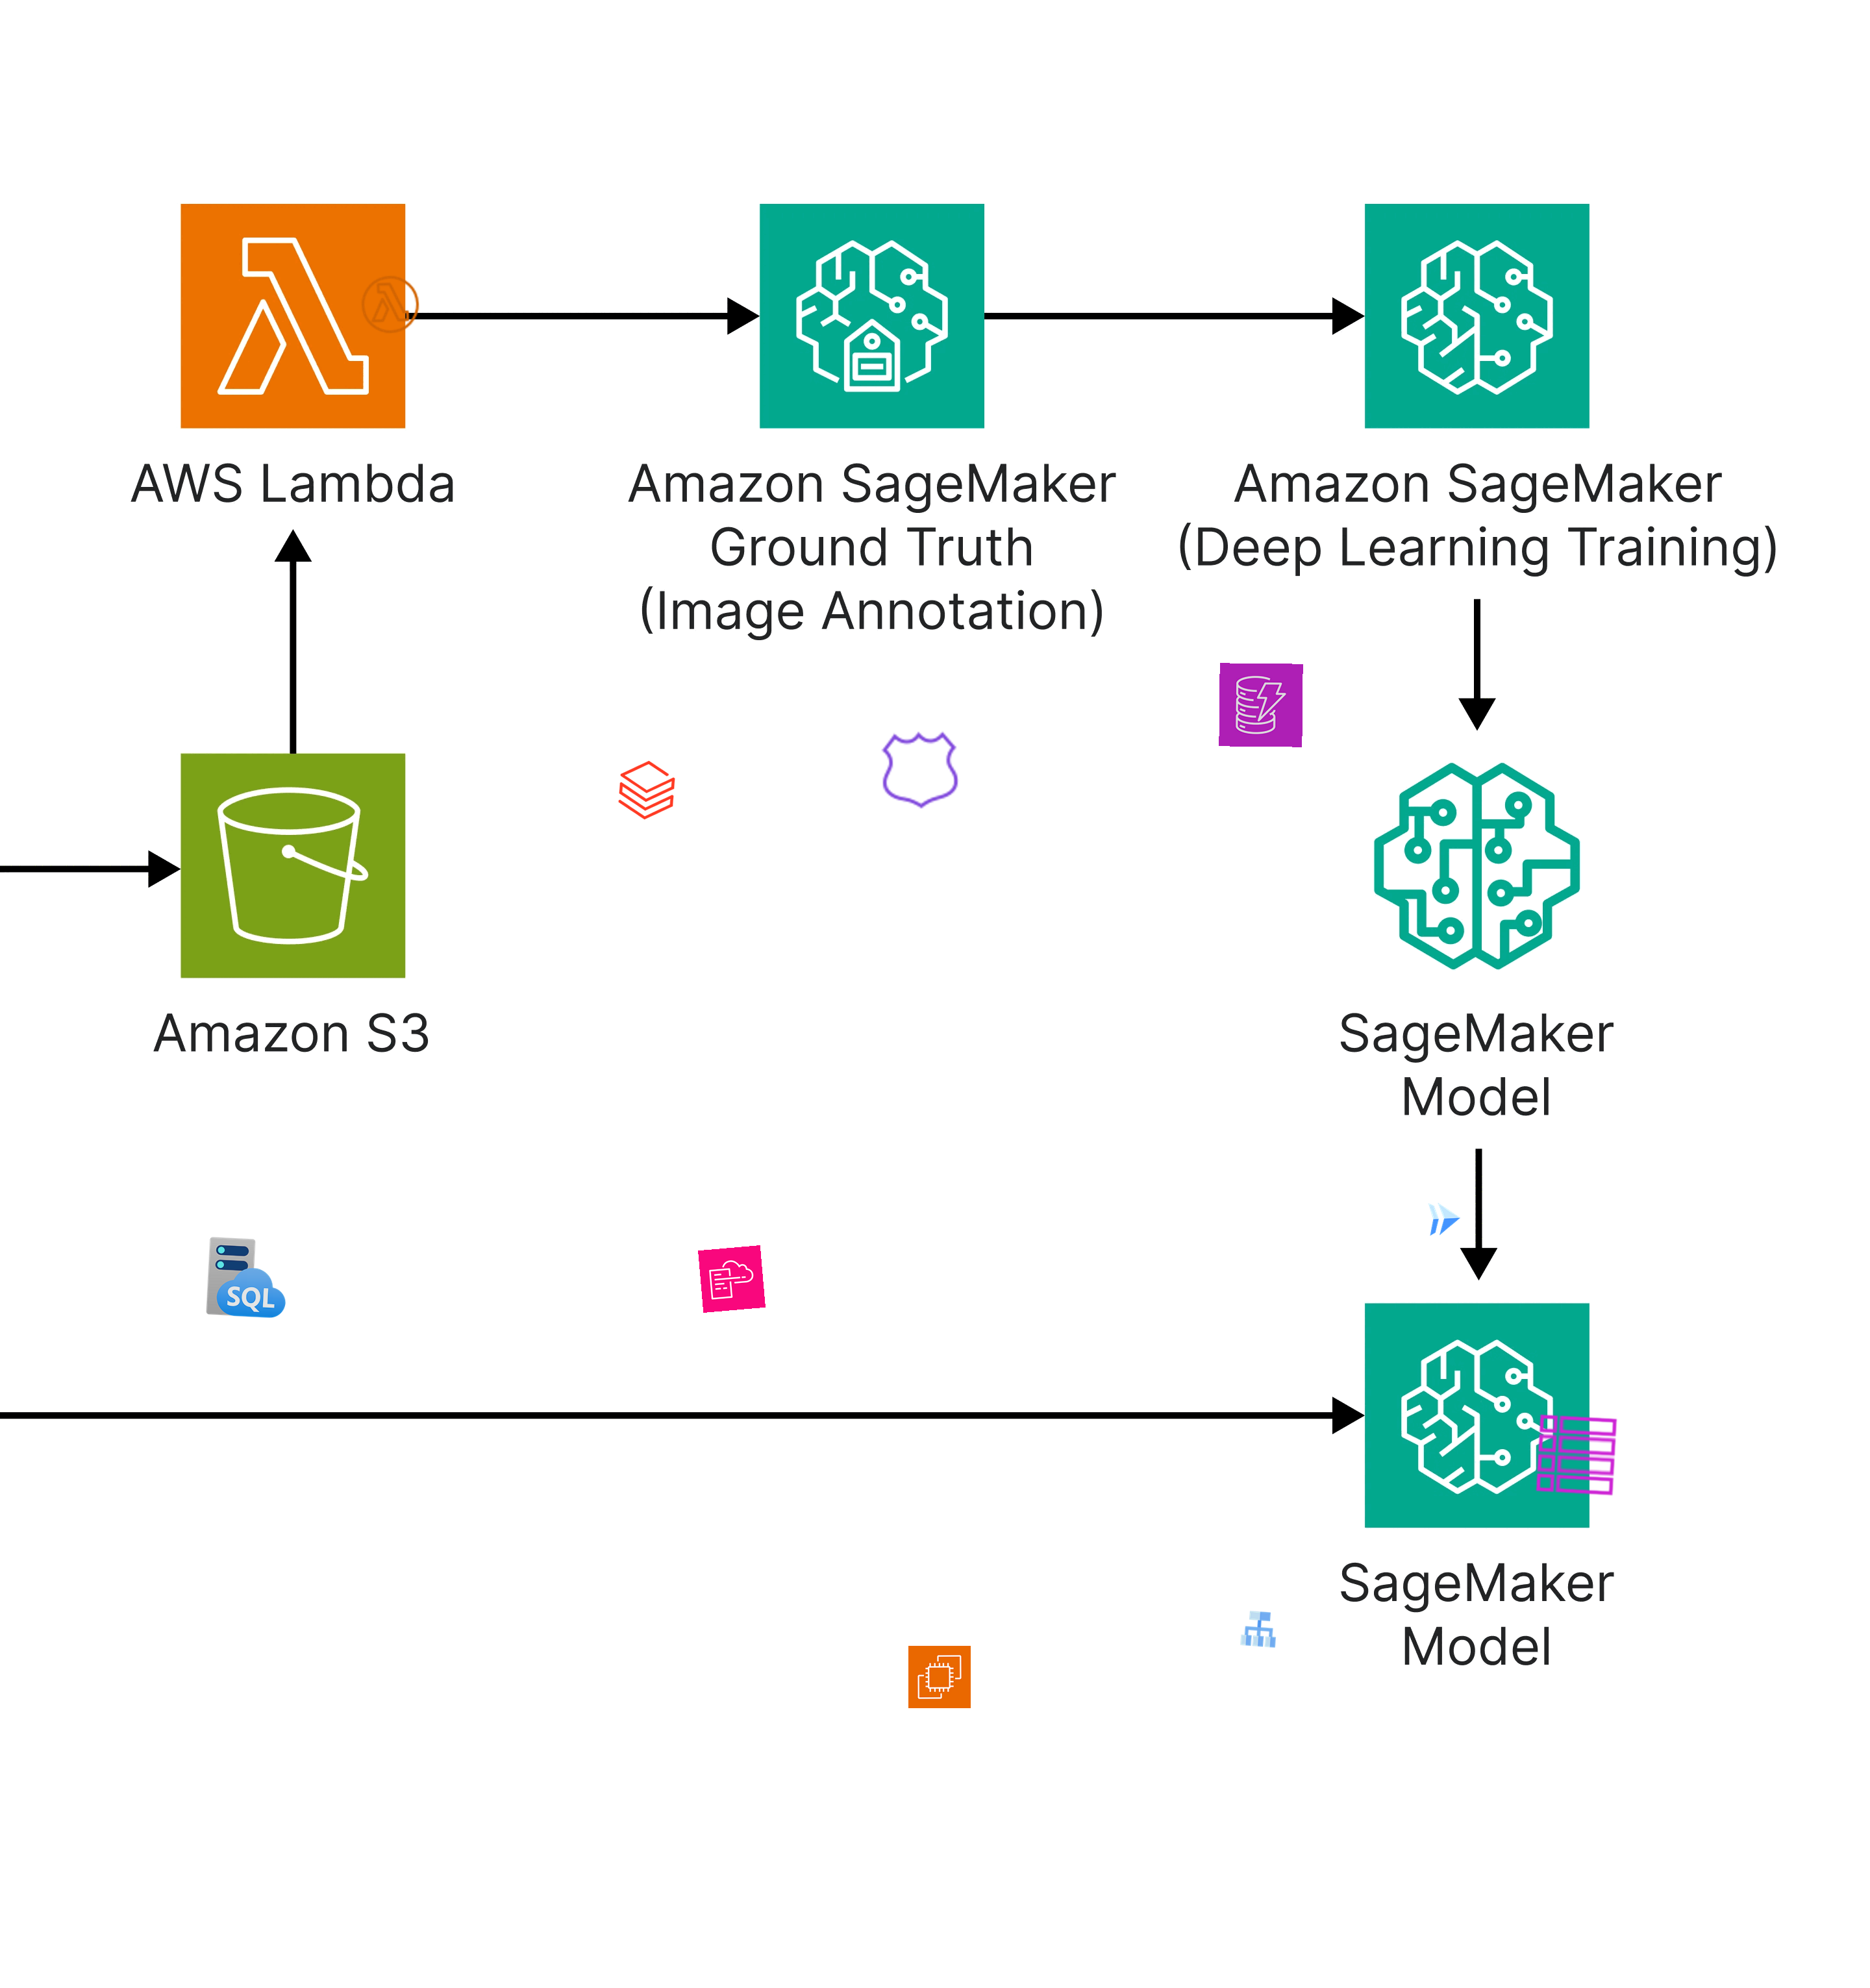 AWS Lambda
Amazon SageMaker
Ground Truth
(Image Annotation)
Amazon SageMaker
(Deep Learning Training)
Amazon S3
SageMaker
Model
SQL
SageMaker
Model